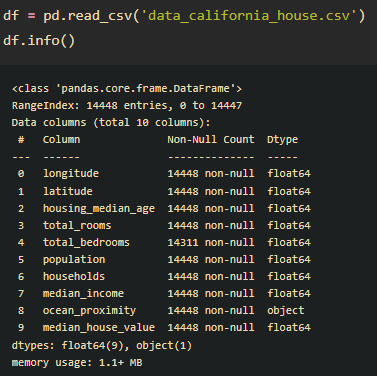 df = pd.read_csv('data_california_house.csv')
df.info()
<class 'pandas.core.frame.DataFrame'>
RangeIndex: 14448 entries, 0 to 14447
Data columns (total 10 columns):
 #   Column              Non-Null Count  Dtype
---  ------              --------------  -----
 0   longitude           14448 non-null  float64
 1   latitude            14448 non-null  float64
 2   housing_median_age  14448 non-null  float64
 3   total_rooms         14448 non-null  float64
 4   total_bedrooms      14311 non-null  float64
 5   population          14448 non-null  float64
 6   households          14448 non-null  float64
 7   median_income       14448 non-null  float64
 8   ocean_proximity     14448 non-null  object
 9   median_house_value  14448 non-null  float64
dtypes: float64(9), object(1)
memory usage: 1.1+ MB